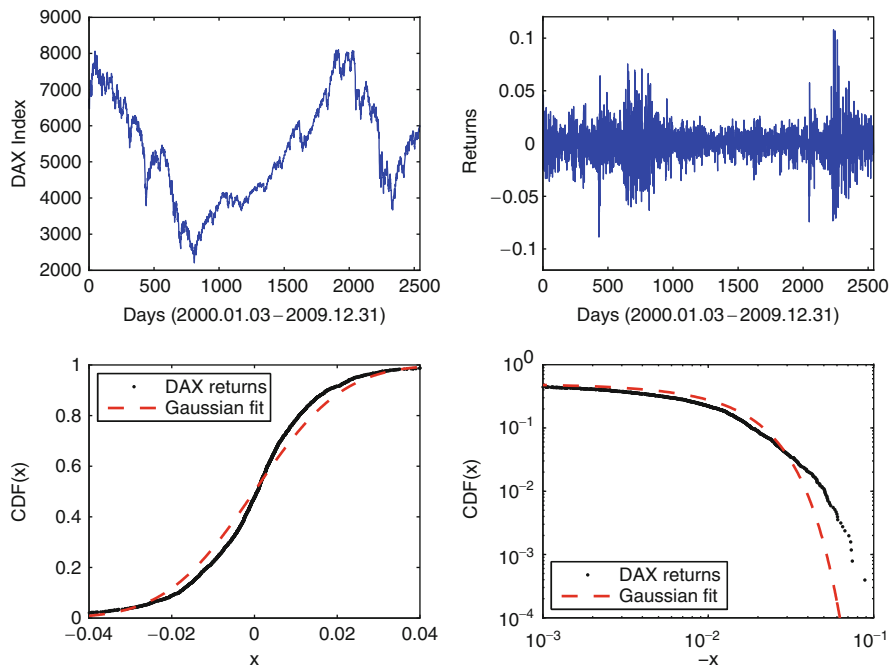 9000
8000
7000
6000
5000
4000
3000
2000
DAX Index
0 500 1000 1500 2000 2500
Days (2000.01.03−2009.12.31)
0.1
0.05
0
−0.05
−0.1
Returns
0 500 1000 1500 2000 2500
Days (2000.01.03−2009.12.31)
1
0.8
0.6
0.4
0.2
0
CDF(x)
DAX returns
Gaussian fit
−0.04 −0.02 0 0.02 0.04
x
10^0
10^−1
10^−2
10^−3
10^−4
CDF(x)
DAX returns
Gaussian fit
10^−3 10^−2 10^−1
−x